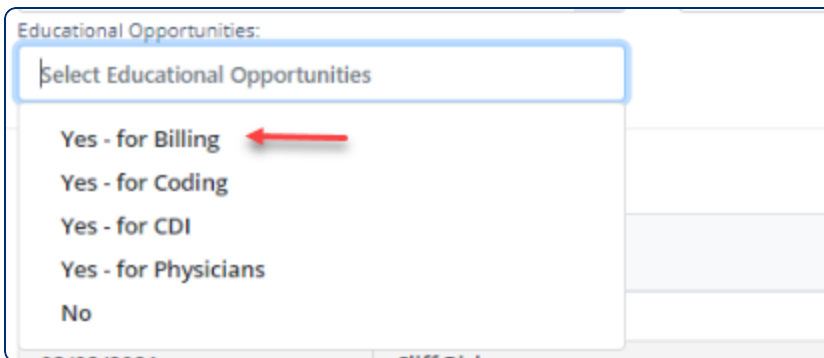 Educational Opportunities:
Select Educational Opportunities
Yes - for Billing
Yes - for Coding
Yes - for CDI
Yes - for Physicians
No